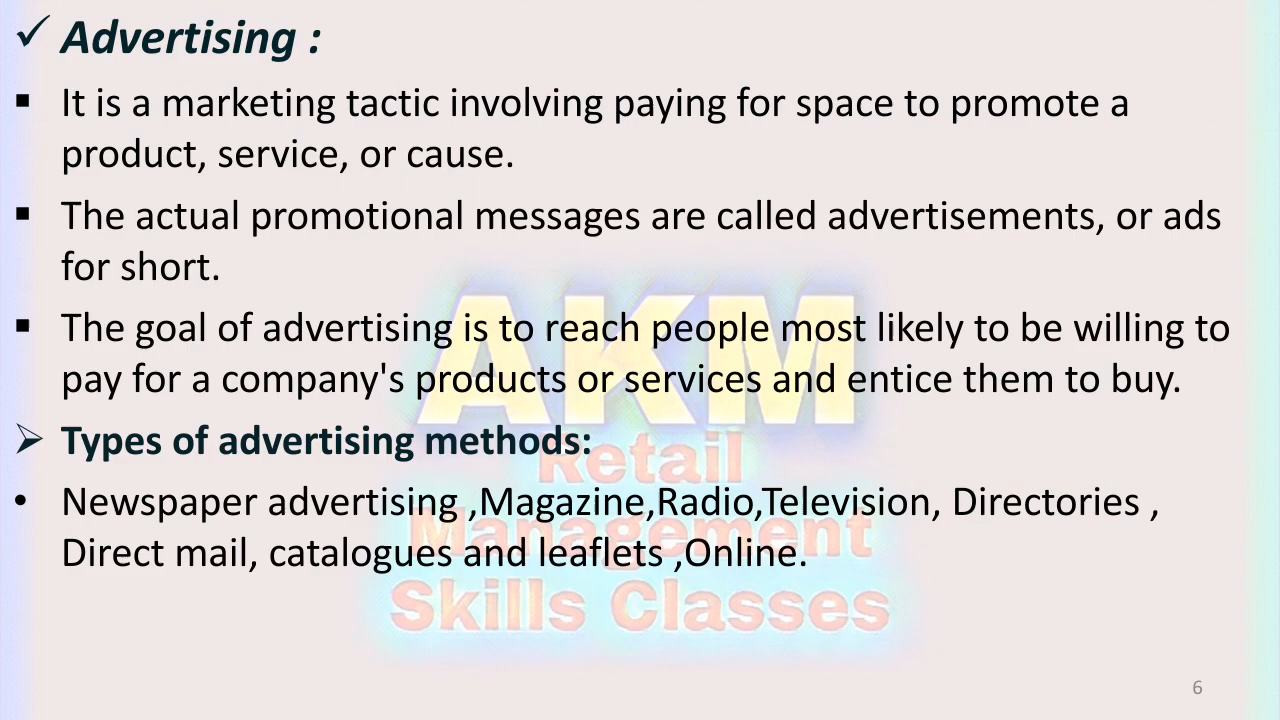 ✓ Advertising :
▪ It is a marketing tactic involving paying for space to promote a
product, service, or cause.
▪ The actual promotional messages are called advertisements, or ads
for short.
▪ The goal of advertising is to reach people most likely to be willing to
pay for a company's products or services and entice them to buy.
➢ Types of advertising methods:
• Newspaper advertising ,Magazine,Radio,Television, Directories ,
Direct mail, catalogues and leaflets ,Online.
AKM
Retail
Management
Skills Classes
6